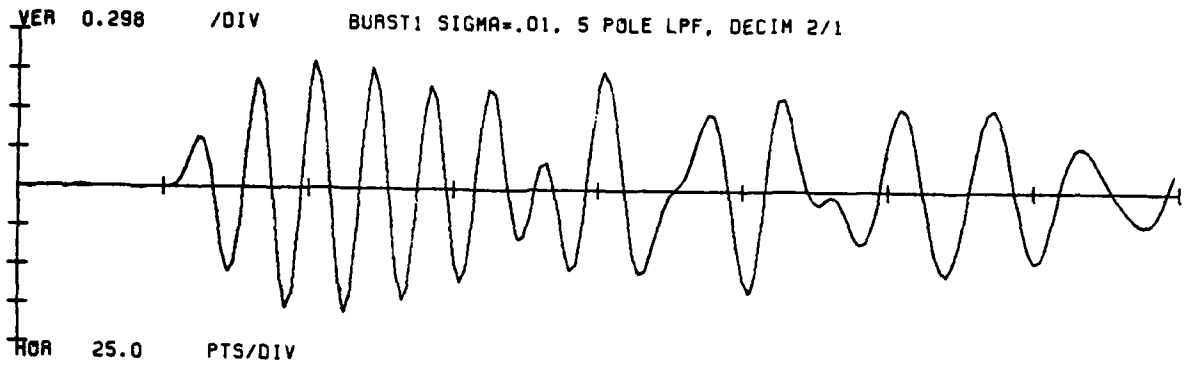 VER 0.298 /DIV BURST1 SIGMA=.01, 5 POLE LPF, DECIM 2/1
HOR 25.0 PTS/DIV